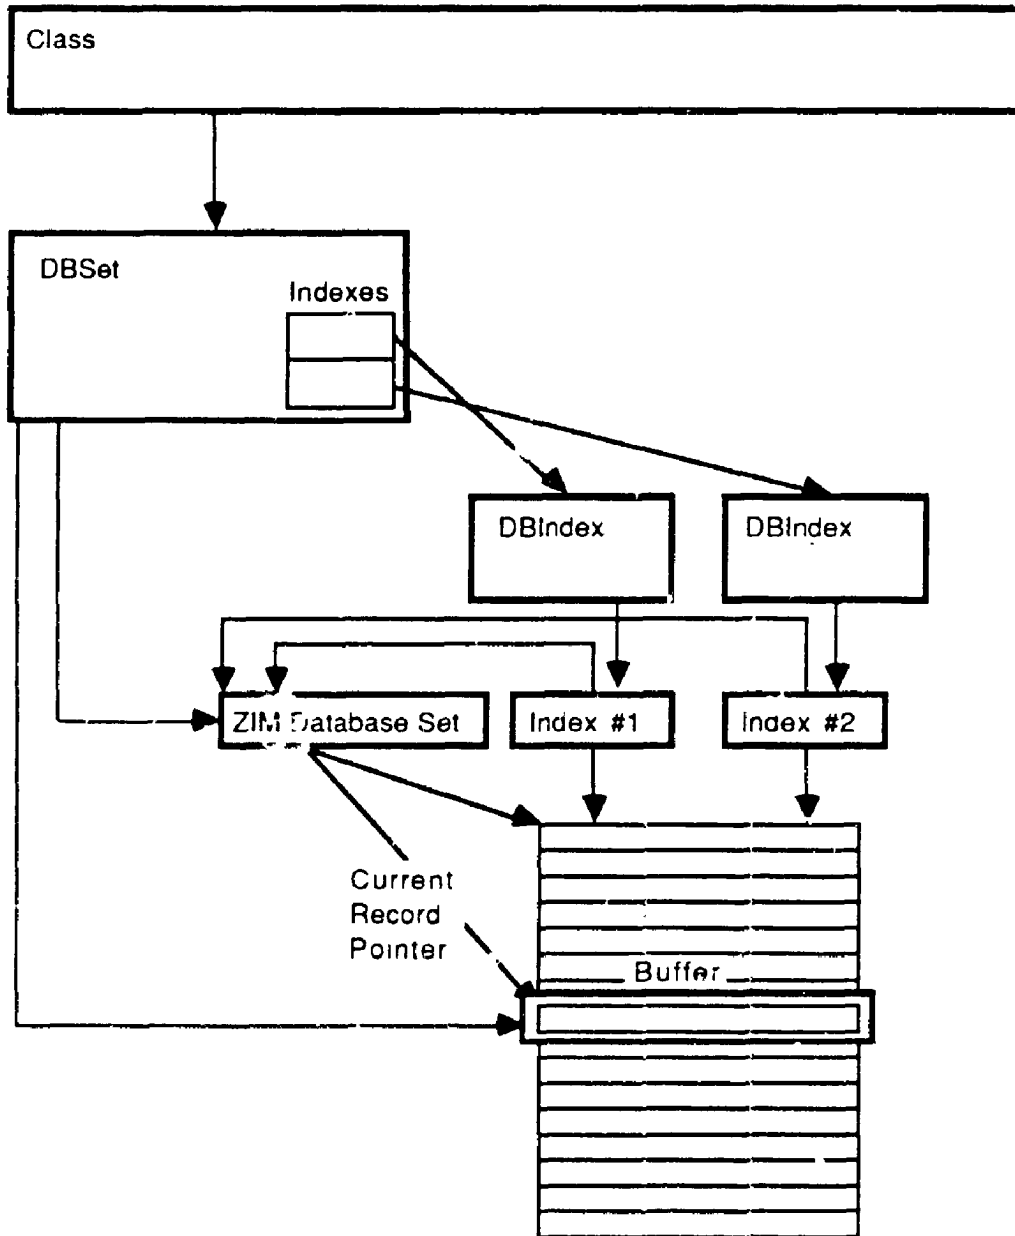 Class
DBSet
Indexes
DBIndex
DBIndex
ZIM Database Set
Index #1
Index #2
Current
Record
Pointer
Buffer